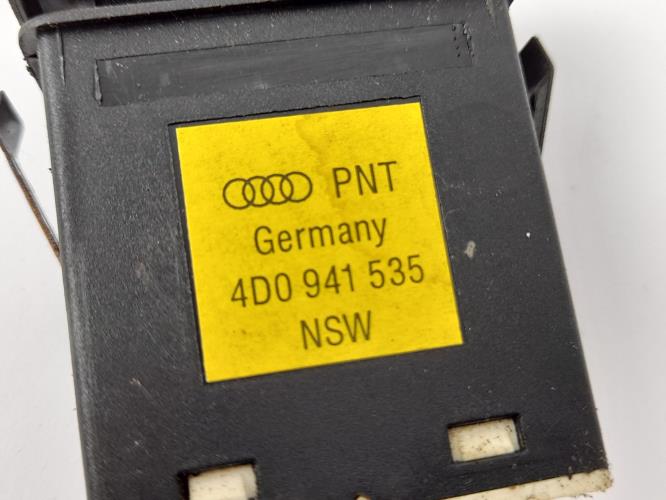 PNT
Germany
4D0 941 535
NSW